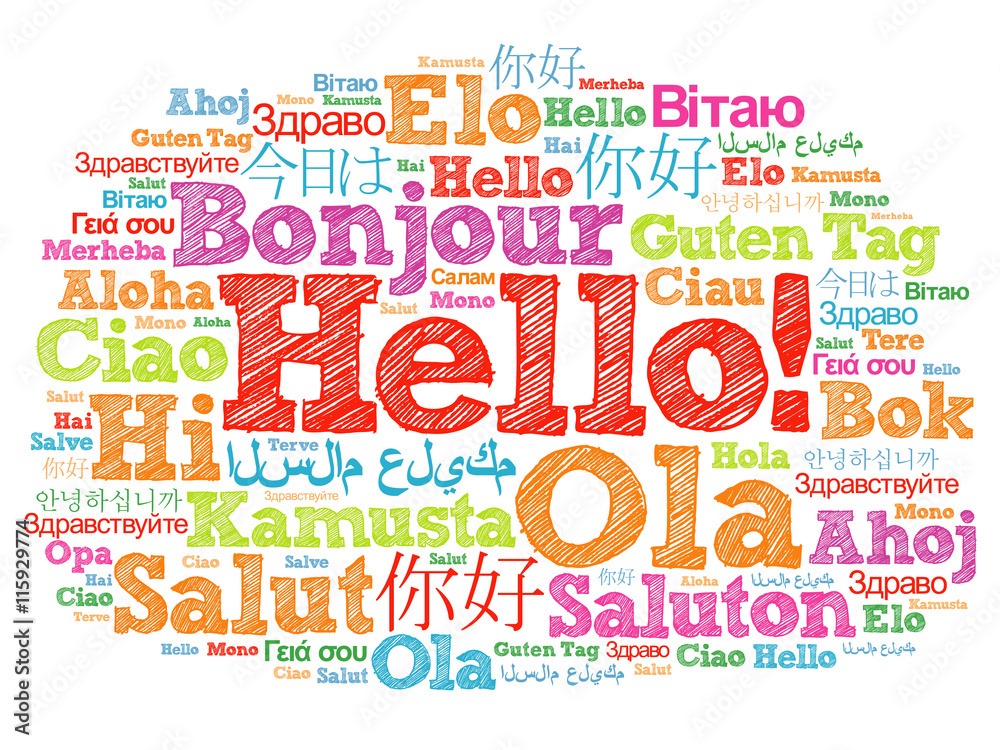 Kamusta 你好
Ahoj Вітаю Merheba
Mono Kamusta Elo Hello Вітаю
Guten Tag Здраво Hai 你好 السلام عليكم
Здравствуйте 今日は Hai Hello Elo Kamusta
Salut
Вітаю 안녕하십니까 Mono
Γειά σου Bonjour Guten Tag Merheba
Merheba
Aloha Салам Ciau 今日は Вітаю
Mono Salut
Здраво
Ciao Mono Aloha Hello! Salut Tere
Γειά σου Hello
Salut
Hai Hi Bok
Salve Terve السلام عليكم Hola 안녕하십니까
你好
안녕하십니까 Здравствуйте Ola Здравствуйте
Здравствуйте Kamusta Mono
Opa Ciao Salve Salut Ahoj
Hai 你好 Aloha السلام عليكم Здраво
Ciao Salut 你好 Saluton Kamusta
Terve Elo
Hello Mono Γειά σου Ola Guten Tag Здраво Ciao Hello السلام عليكم
Ciao Salut السلام عليكم Salut
Adobe Stock | #115929774